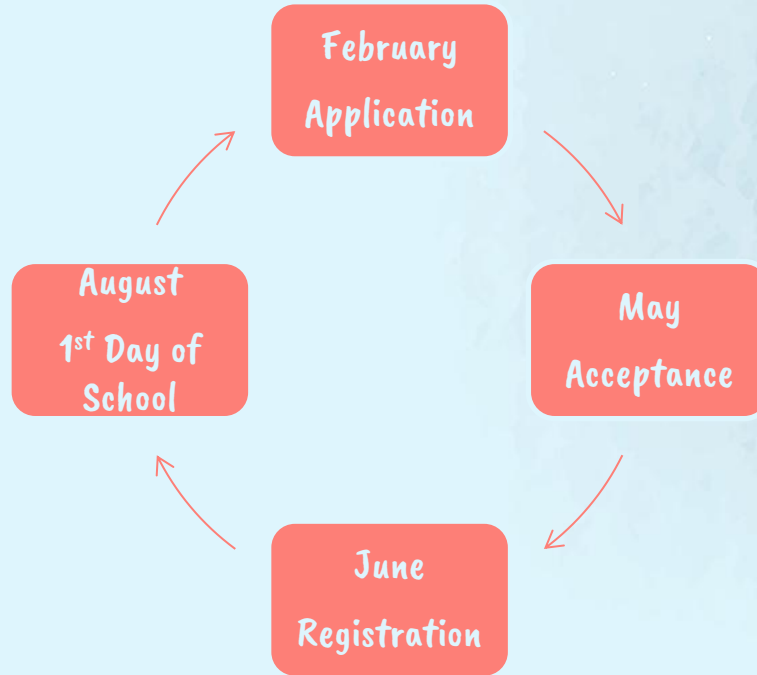 February
Application
May
Acceptance
June
Registration
August
1st Day of
School